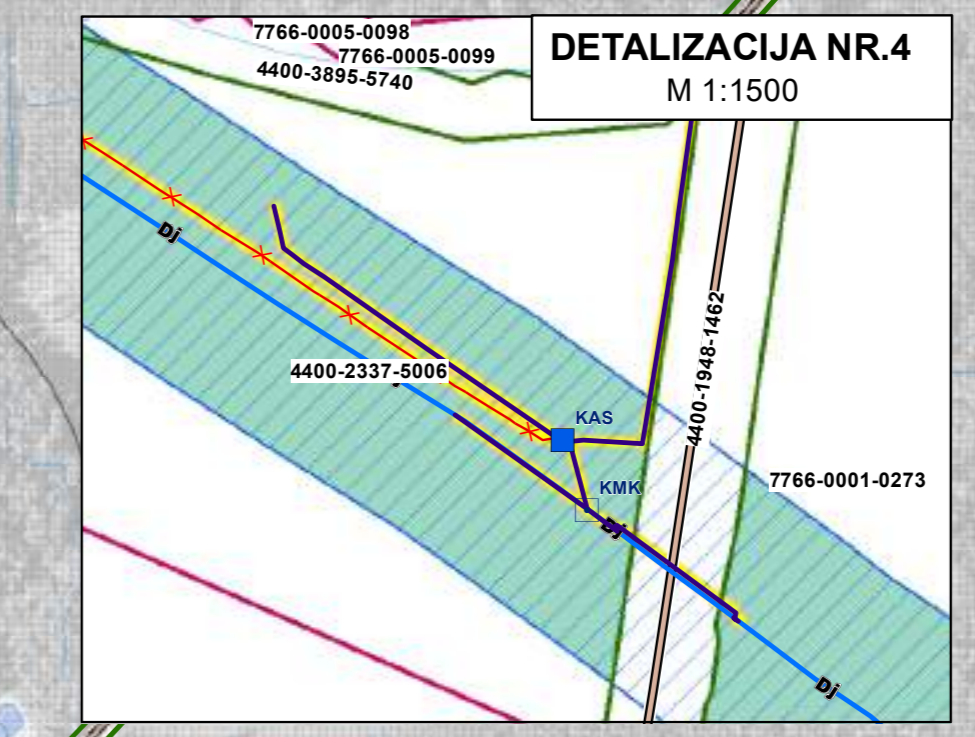 7766-0005-0098
7766-0005-0099
4400-3895-5740
DETALIZACIJA NR.4
M 1:1500
Dj
4400-2337-5006
4400-1948-1462
KAS
KMK
7766-0001-0273
Dj
Dj